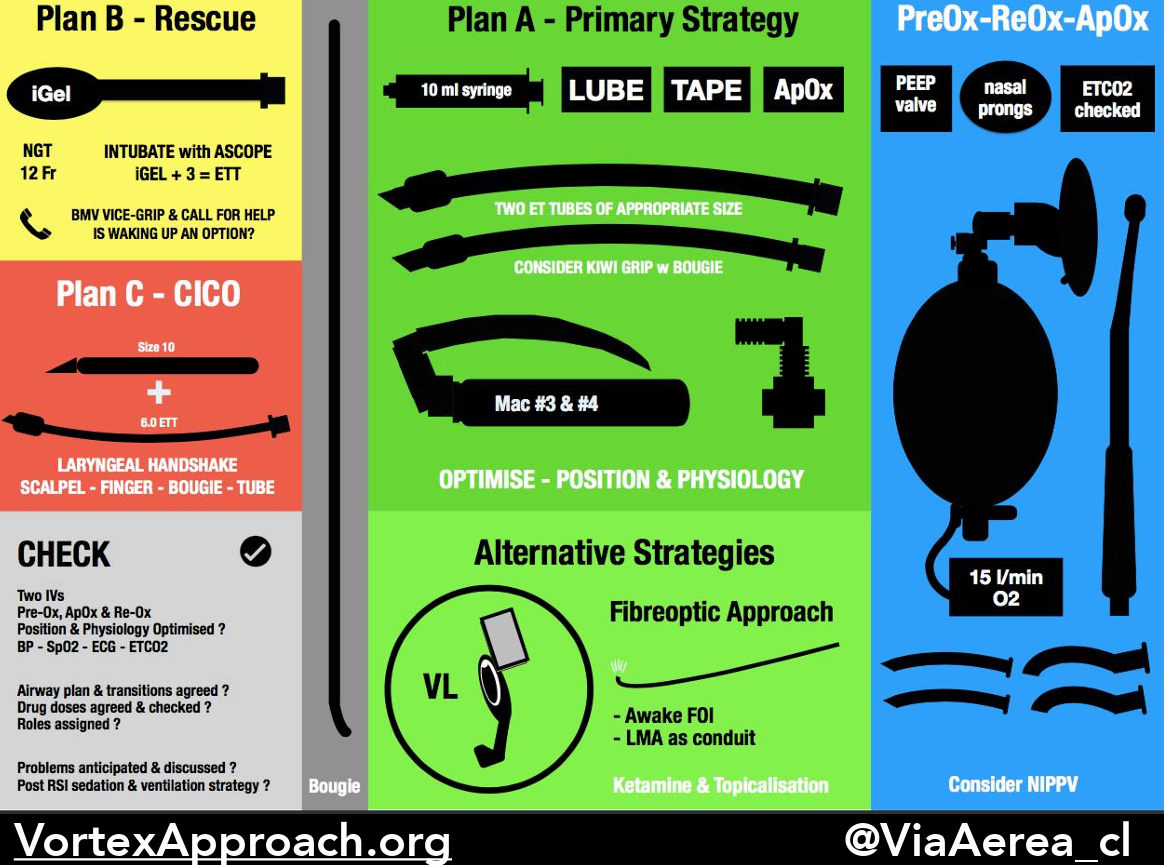 Plan B - Rescue
iGel
NGT
12 Fr
INTUBATE with ASCOPE
iGEL + 3 = ETT
BMV VICE-GRIP & CALL FOR HELP
IS WAKING UP AN OPTION?
Plan C - CICO
Size 10
+
6.0 ETT
LARYNGEAL HANDSHAKE
SCALPEL - FINGER - BOUGIE - TUBE
CHECK
Two IVs
Pre-Ox, ApOx & Re-Ox
Position & Physiology Optimised ?
BP - SpO2 - ECG - ETCO2
Airway plan & transitions agreed ?
Drug doses agreed & checked ?
Roles assigned ?
Problems anticipated & discussed ?
Post RSI sedation & ventilation strategy ?
Bougie
Plan A - Primary Strategy
10 ml syringe
LUBE
TAPE
ApOx
TWO ET TUBES OF APPROPRIATE SIZE
CONSIDER KIWI GRIP w BOUGIE
Mac #3 & #4
OPTIMISE - POSITION & PHYSIOLOGY
Alternative Strategies
VL
Fibreoptic Approach
- Awake FOI
- LMA as conduit
Ketamine & Topicalisation
PreOx-ReOx-ApOx
PEEP
valve
nasal
prongs
ETCO2
checked
15 l/min
O2
Consider NIPPV
VortexApproach.org
@ViaAerea_cl